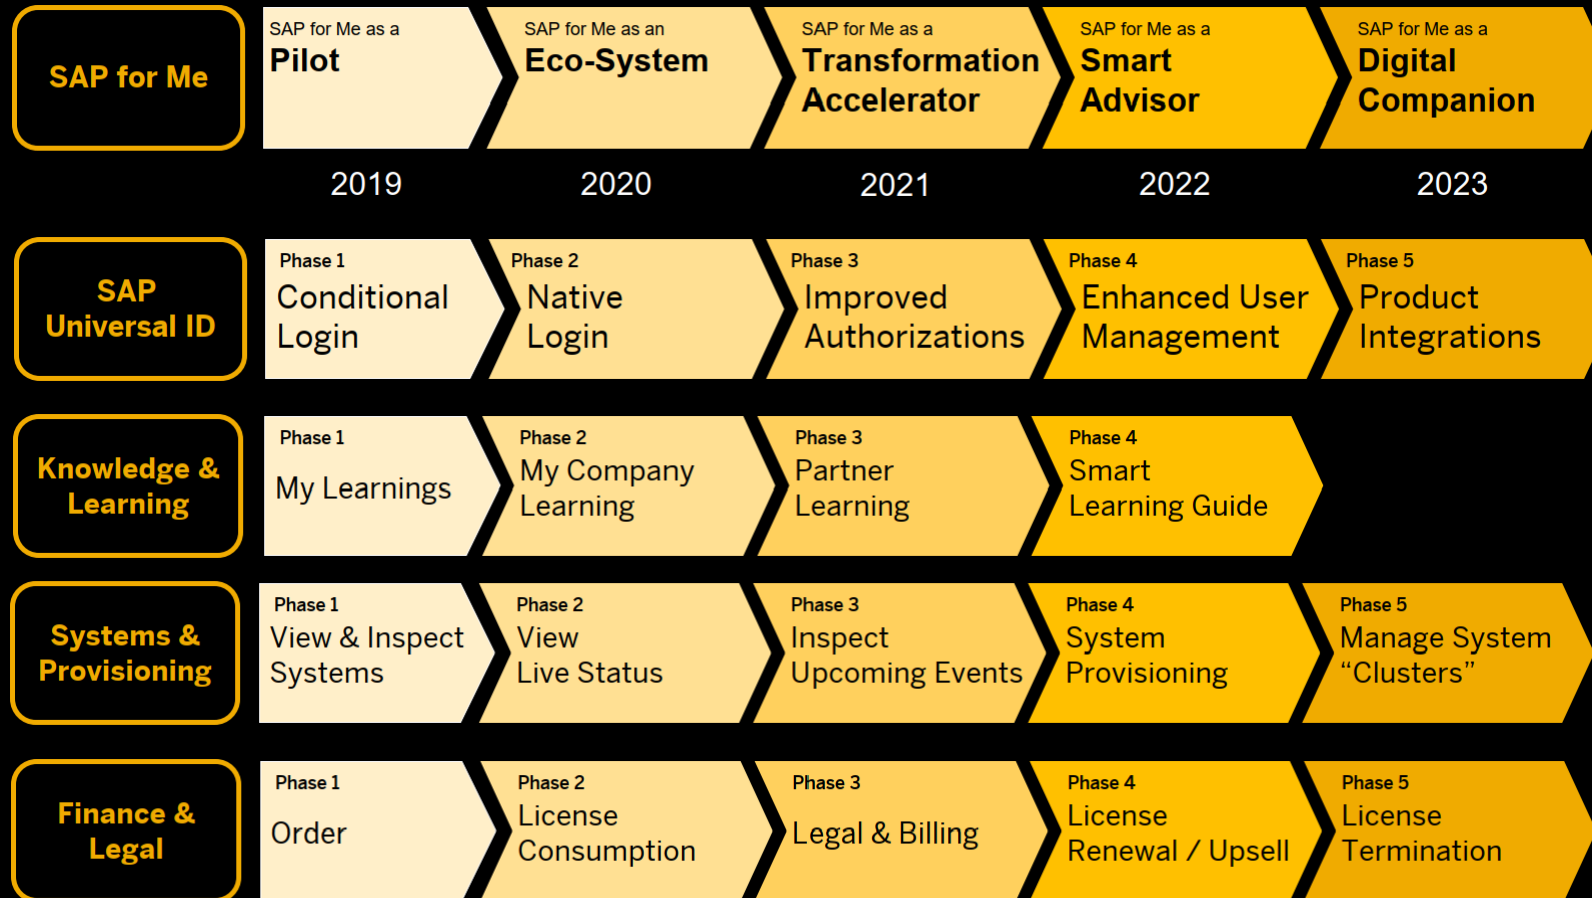 SAP for Me
SAP for Me as a
Pilot
SAP for Me as an
Eco-System
SAP for Me as a
Transformation
Accelerator
SAP for Me as a
Smart
Advisor
SAP for Me as a
Digital
Companion
2019
2020
2021
2022
2023
SAP
Universal ID
Phase 1
Conditional
Login
Phase 2
Native
Login
Phase 3
Improved
Authorizations
Phase 4
Enhanced User
Management
Phase 5
Product
Integrations
Knowledge &
Learning
Phase 1
My Learnings
Phase 2
My Company
Learning
Phase 3
Partner
Learning
Phase 4
Smart
Learning Guide
Systems &
Provisioning
Phase 1
View & Inspect
Systems
Phase 2
View
Live Status
Phase 3
Inspect
Upcoming Events
Phase 4
System
Provisioning
Phase 5
Manage System
“Clusters”
Finance &
Legal
Phase 1
Order
Phase 2
License
Consumption
Phase 3
Legal & Billing
Phase 4
License
Renewal / Upsell
Phase 5
License
Termination